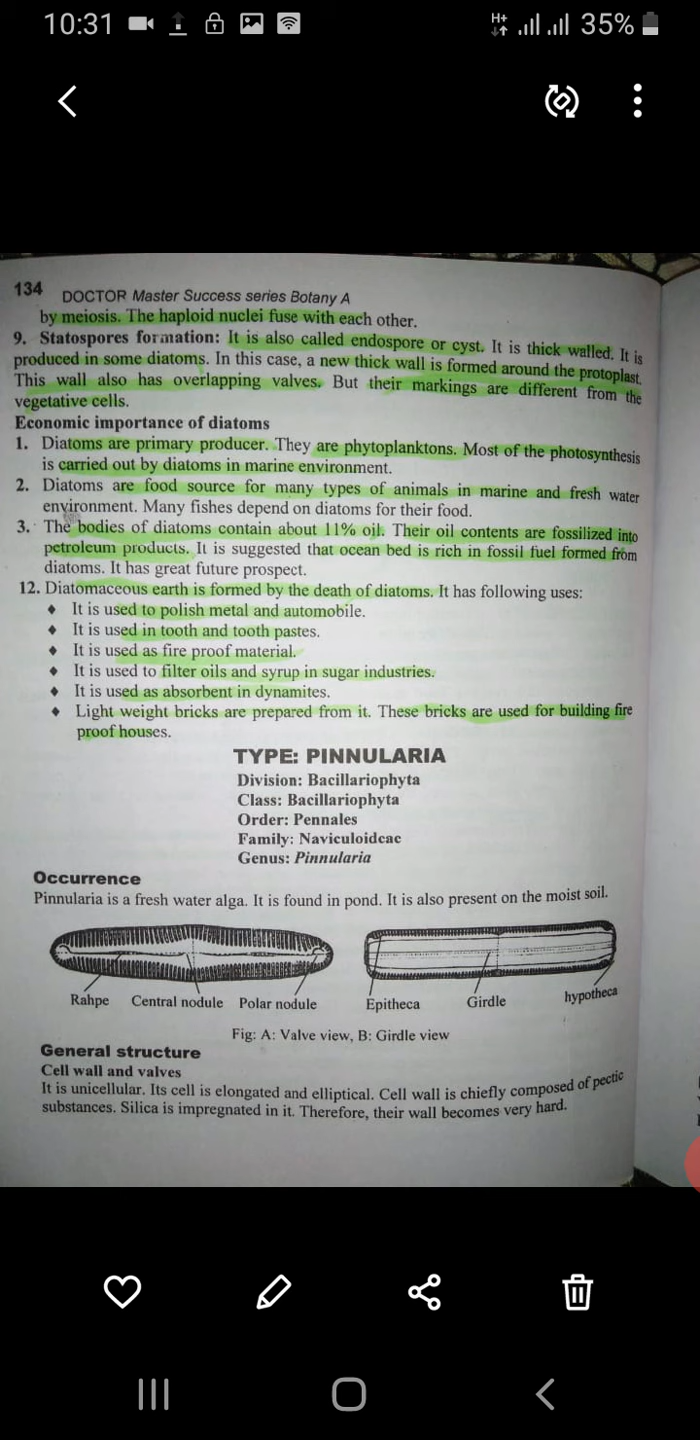 10:31
H+
35%
134 DOCTOR Master Success series Botany A
by meiosis. The haploid nuclei fuse with each other.
9. Statospores formation: It is also called endospore or cyst. It is thick walled. It is
produced in some diatoms. In this case, a new thick wall is formed around the protoplast.
This wall also has overlapping valves. But their markings are different from the
vegetative cells.
Economic importance of diatoms
1. Diatoms are primary producer. They are phytoplanktons. Most of the photosynthesis
is carried out by diatoms in marine environment.
2. Diatoms are food source for many types of animals in marine and fresh water
environment. Many fishes depend on diatoms for their food.
3. The bodies of diatoms contain about 11% oil. Their oil contents are fossilized into
petroleum products. It is suggested that ocean bed is rich in fossil fuel formed from
diatoms. It has great future prospect.
12. Diatomaceous earth is formed by the death of diatoms. It has following uses:
♦ It is used to polish metal and automobile.
♦ It is used in tooth and tooth pastes.
♦ It is used as fire proof material.
♦ It is used to filter oils and syrup in sugar industries.
♦ It is used as absorbent in dynamites.
♦ Light weight bricks are prepared from it. These bricks are used for building fire
proof houses.
TYPE: PINNULARIA
Division: Bacillariophyta
Class: Bacillariophyta
Order: Pennales
Family: Naviculoideae
Genus: Pinnularia
Occurrence
Pinnularia is a fresh water alga. It is found in pond. It is also present on the moist soil.
Rahpe Central nodule Polar nodule Epitheca Girdle hypotheca
Fig: A: Valve view, B: Girdle view
General structure
Cell wall and valves
It is unicellular. Its cell is elongated and elliptical. Cell wall is chiefly composed of pectic
substances. Silica is impregnated in it. Therefore, their wall becomes very hard.